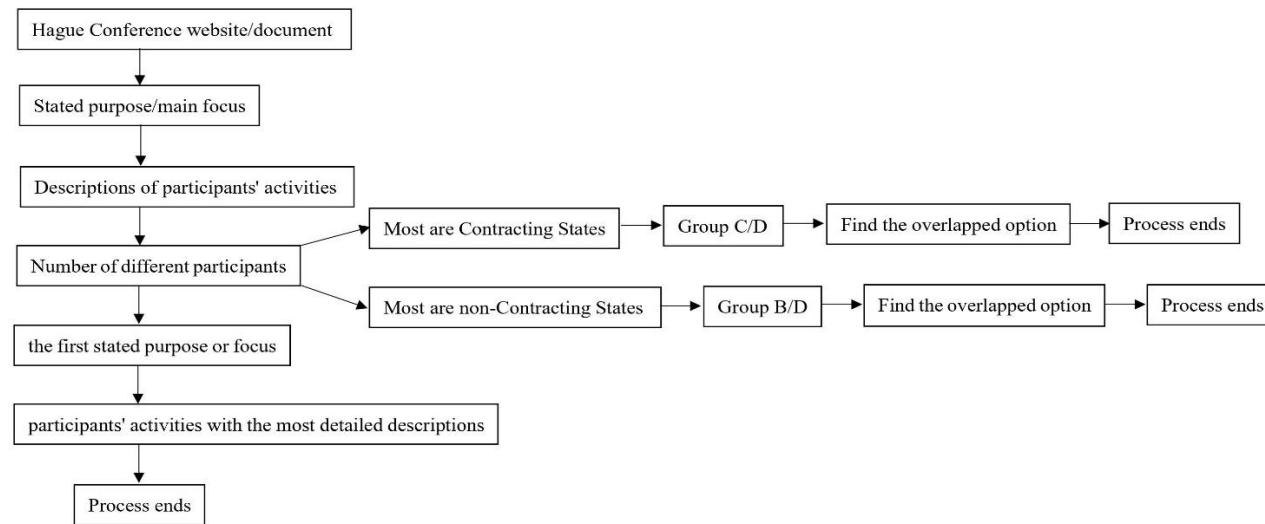 Hague Conference website/document
Stated purpose/main focus
Descriptions of participants' activities
Number of different participants
Most are Contracting States
Group C/D
Find the overlapped option
Process ends
Most are non-Contracting States
Group B/D
Find the overlapped option
Process ends
the first stated purpose or focus
participants' activities with the most detailed descriptions
Process ends